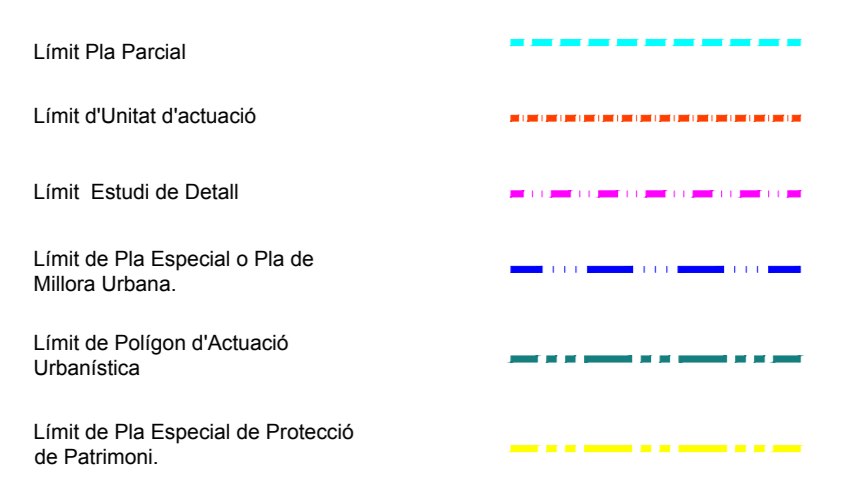 Límit Pla Parcial
Límit d'Unitat d'actuació
Límit  Estudi de Detall
Límit de Pla Especial o Pla de
Millora Urbana.
Límit de Polígon d'Actuació
Urbanística
Límit de Pla Especial de Protecció
de Patrimoni.